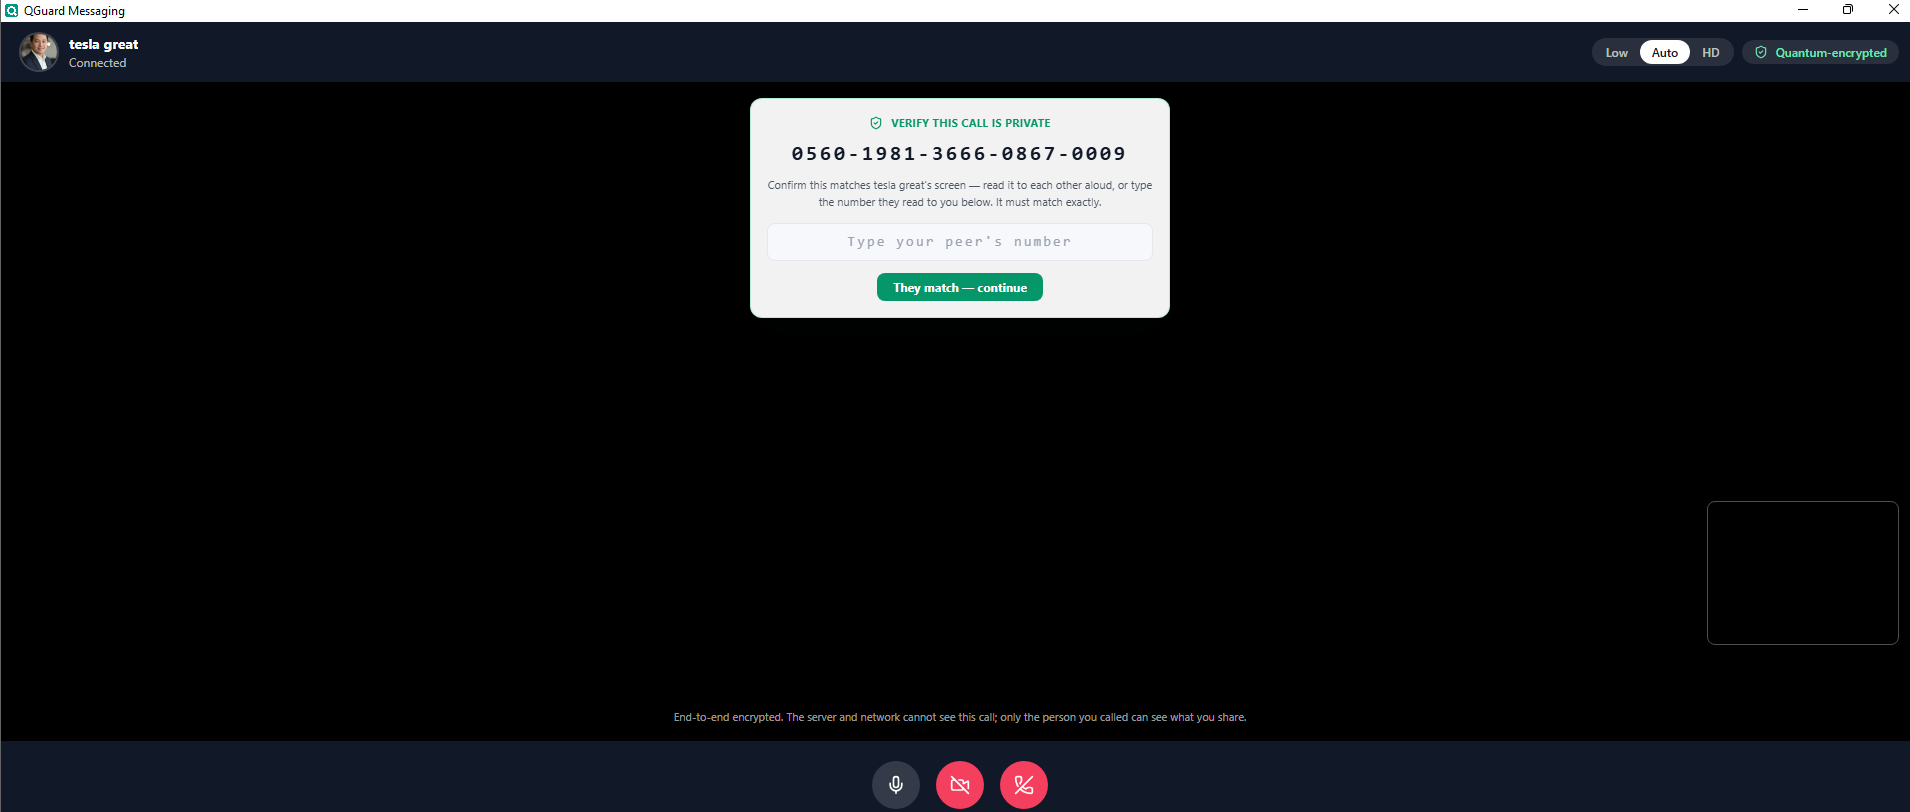 QGuard Messaging
tesla great
Connected
Low Auto HD
Quantum-encrypted
VERIFY THIS CALL IS PRIVATE
0560-1981-3666-0867-0009
Confirm this matches tesla great's screen — read it to each other aloud, or type
the number they read to you below. It must match exactly.
Type your peer's number
They match — continue
End-to-end encrypted. The server and network cannot see this call; only the person you called can see what you share.